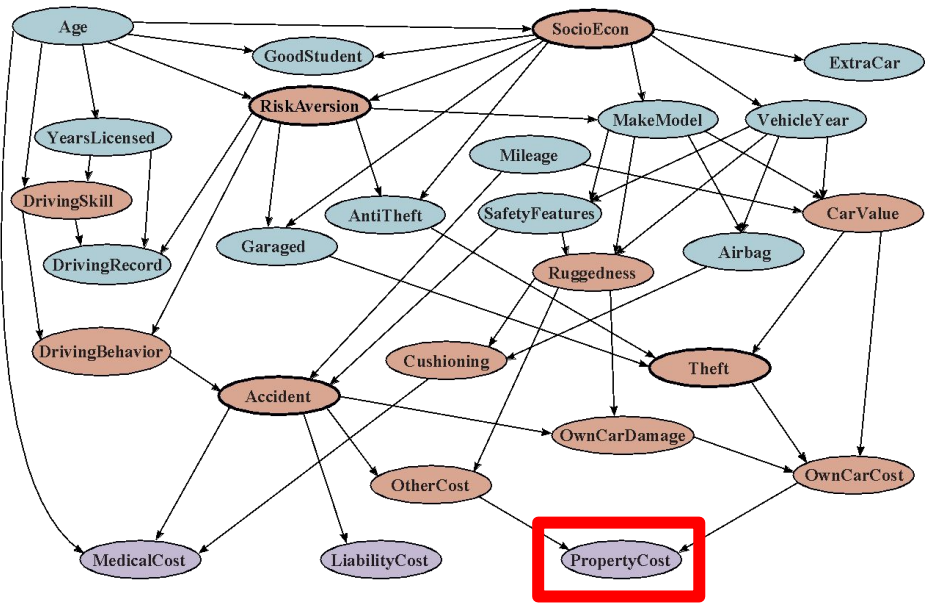 Age
SocioEcon
GoodStudent
ExtraCar
RiskAversion
MakeModel
VehicleYear
YearsLicensed
Mileage
DrivingSkill
AntiTheft
SafetyFeatures
CarValue
Garaged
Airbag
DrivingRecord
Ruggedness
DrivingBehavior
Cushioning
Theft
Accident
OwnCarDamage
OtherCost
OwnCarCost
MedicalCost
LiabilityCost
PropertyCost